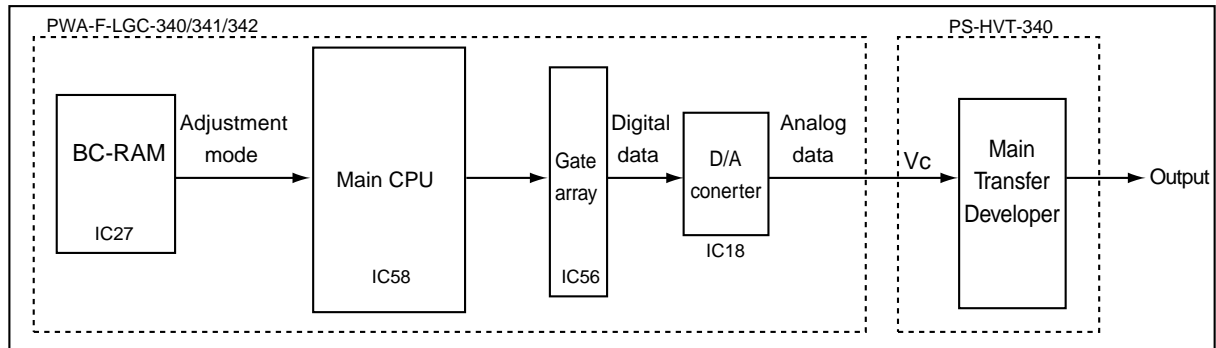 PWA-F-LGC-340/341/342
PS-HVT-340
BC-RAM
IC27
Adjustment
mode
Main CPU
IC58
Gate
array
IC56
Digital
data
D/A
conerter
IC18
Analog
data
Vc
Main
Transfer
Developer
Output